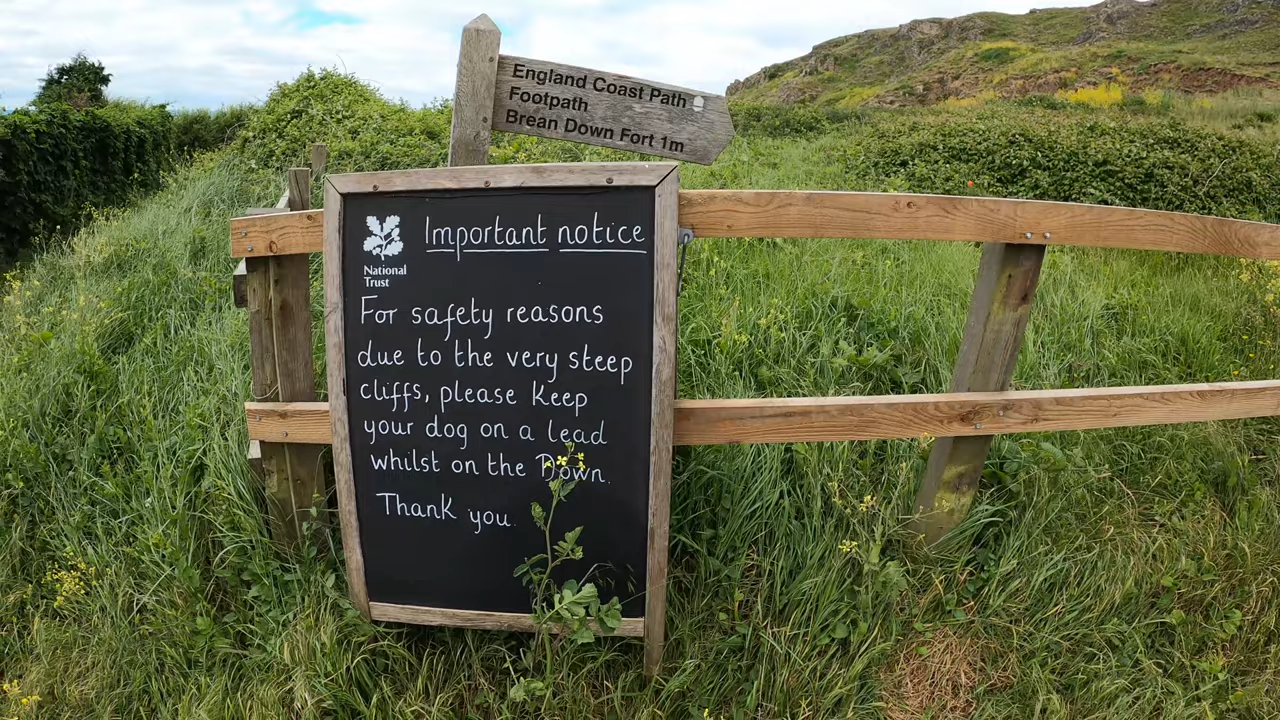 England Coast Path
Footpath
Brean Down Fort 1m
National
Trust
Important notice
For safety reasons
due to the very steep
cliffs, please keep
your dog on a lead
whilst on the Down.
Thank you.